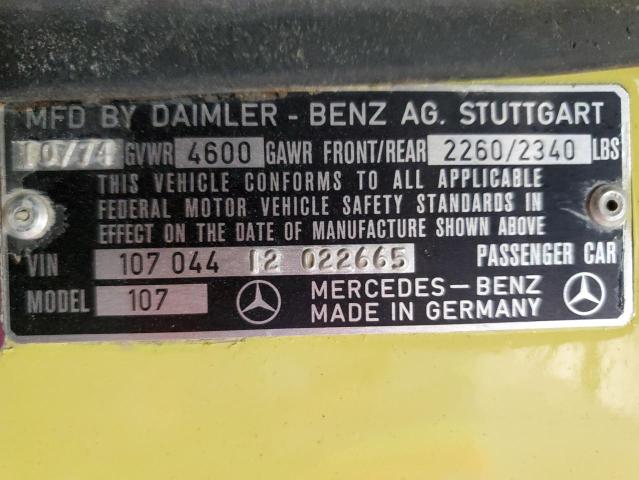 MFD BY DAIMLER - BENZ AG. STUTTGART
10/74 GVWR 4600 GAWR FRONT/REAR 2260/2340 LBS
THIS VEHICLE CONFORMS TO ALL APPLICABLE
FEDERAL MOTOR VEHICLE SAFETY STANDARDS IN
EFFECT ON THE DATE OF MANUFACTURE SHOWN ABOVE
VIN 107 044 12 022665 PASSENGER CAR
MODEL 107 MERCEDES-BENZ
MADE IN GERMANY